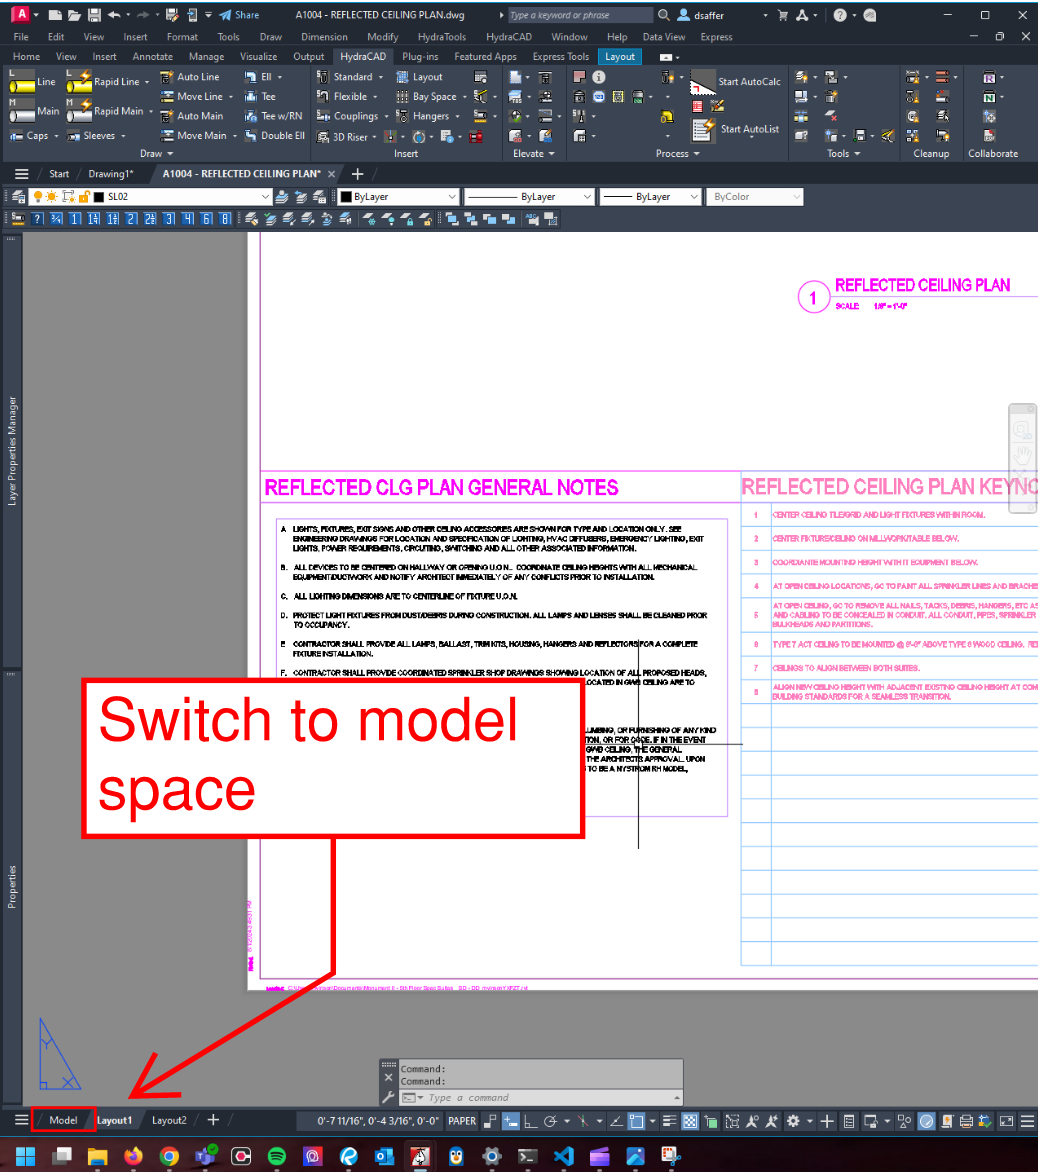 Share
A1004 - REFLECTED CEILING PLAN.dwg
Type a keyword or phrase
dsaffer
File Edit View Insert Format Tools Draw Dimension Modify HydraTools HydraCAD Window Help Data View Express
Home View Insert Annotate Manage Visualize Output HydraCAD Plug-ins Featured Apps Express Tools Layout
Line Rapid Line Auto Line Ell Standard Layout Start AutoCalc
Move Line Tee Flexible Bay Space
Main Rapid Main Auto Main Tee w/RN Couplings Hangers Start AutoList
Caps Sleeves Move Main Double Ell 3D Riser
Draw Insert Elevate Process Tools Cleanup Collaborate
Start Drawing1* A1004 - REFLECTED CEILING PLAN*
SL02 ByLayer ByLayer ByLayer ByColor
Layer Properties Manager
Properties
1 REFLECTED CEILING PLAN
SCALE: 1/8" = 1'-0"
REFLECTED CLG PLAN GENERAL NOTES
A. LIGHTS, FIXTURES, EXIT SIGNS AND OTHER CEILING ACCESSORIES ARE SHOWN FOR TYPE AND LOCATION ONLY. SEE
ENGINEERING DRAWINGS FOR LOCATION AND SPECIFICATION OF LIGHTING, HVAC DIFFUSERS, EMERGENCY LIGHTING, EXIT
LIGHTS, POWER REQUIREMENTS, CIRCUITING, SWITCHING AND ALL OTHER ASSOCIATED INFORMATION.
B. ALL DEVICES TO BE CENTERED ON HALLWAY OR OPENING U.O.N.. COORDINATE CEILING HEIGHTS WITH ALL MECHANICAL
EQUIPMENT/DUCTWORK AND NOTIFY ARCHITECT IMMEDIATELY OF ANY CONFLICTS PRIOR TO INSTALLATION.
C. ALL LIGHTING DIMENSIONS ARE TO CENTERLINE OF FIXTURE U.O.N.
D. PROTECT LIGHT FIXTURES FROM DUST/DEBRIS DURING CONSTRUCTION. ALL LAMPS AND LENSES SHALL BE CLEANED PRIOR
TO OCCUPANCY.
E CONTRACTOR SHALL PROVIDE ALL LAMPS, BALLAST, TRIM KITS, HOUSING, HANGERS AND REFLECTORS FOR A COMPLETE
FIXTURE INSTALLATION.
F. CONTRACTOR SHALL PROVIDE COORDINATED SPRINKLER SHOP DRAWINGS SHOWING LOCATION OF ALL PROPOSED HEADS,
LOCATED IN GWB CEILING ARE TO
PLUMBING, OR FURNISHING OF ANY KIND
TION, OR FOR CODE. IF IN THE EVENT
GWB CEILING, THE GENERAL
THE ARCHITECTS APPROVAL. UPON
TO BE A NYSTROM RH MODEL,
REFLECTED CEILING PLAN KEYNO
1 CENTER CEILING TILE/GRID AND LIGHT FIXTURES WITHIN ROOM.
2 CENTER FIXTURE/CEILING ON MILLWORK/TABLE BELOW.
3 COORDIANTE MOUNTING HEIGHT WITH IT EQUIPMENT BELOW.
4 AT OPEN CEILING LOCATIONS, GC TO PAINT ALL SPRINKLER LINES AND BRACHES
5 AT OPEN CEILING, GC TO REMOVE ALL NAILS, TACKS, DEBRIS, HANGERS, ETC AS
AND CABLING TO BE CONCEALED IN CONDUIT. ALL CONDUIT, PIPES, SPRINKLER
BULKHEADS AND PARTITIONS.
6 TYPE 7 ACT CEILING TO BE MOUNTED @ 9'-0" ABOVE TYPE 9 WOOD CEILING. RE
7 CEILINGS TO ALIGN BETWEEN BOTH SUITES.
8 ALIGN NEW CEILING HEIGHT WITH ADJACENT EXISTING CEILING HEIGHT AT COM
BUILDING STANDARDS FOR A SEAMLESS TRANSITION.
Switch to model
space
Command:
Command:
Type a command
Model Layout1 Layout2
0'-7 11/16", 0'-4 3/16", 0'-0" PAPER